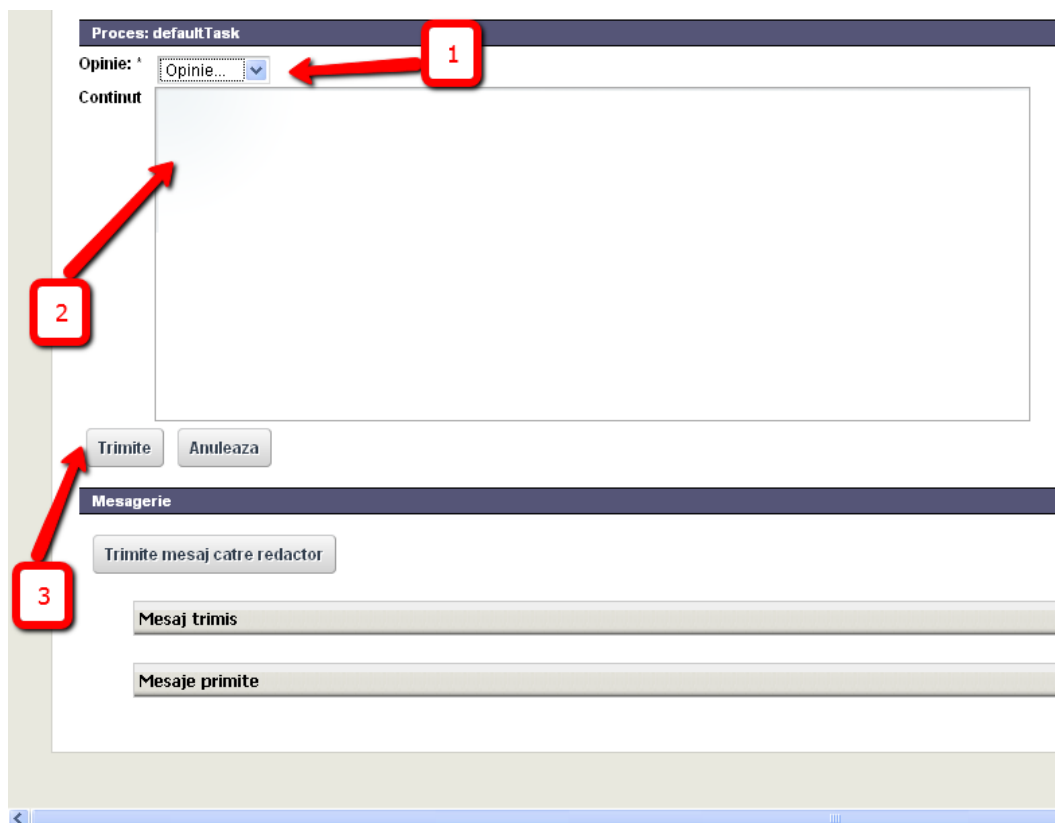 Proces: defaultTask
1
Opinie: *
Opinie...
Continut
2
Trimite
Anuleaza
Mesagerie
Trimite mesaj catre redactor
3
Mesaj trimis
Mesaje primite